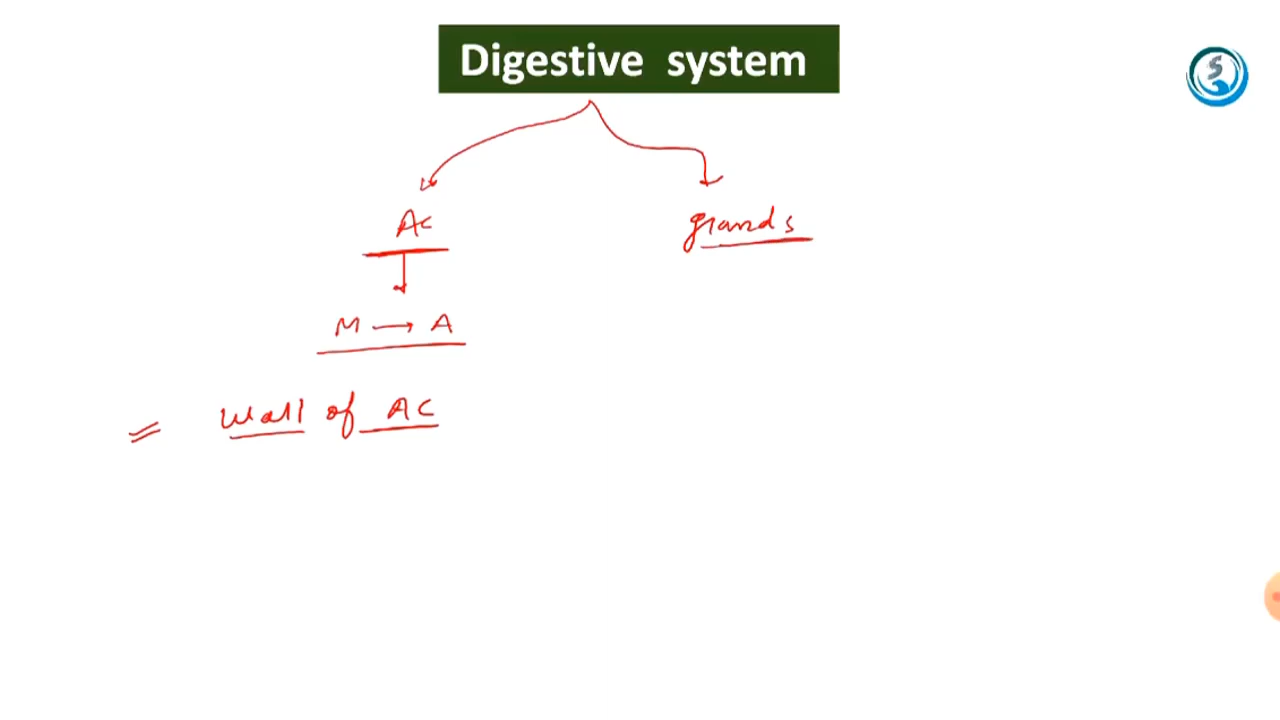 Digestive system
S
AC
glands
M → A
= Wall of AC